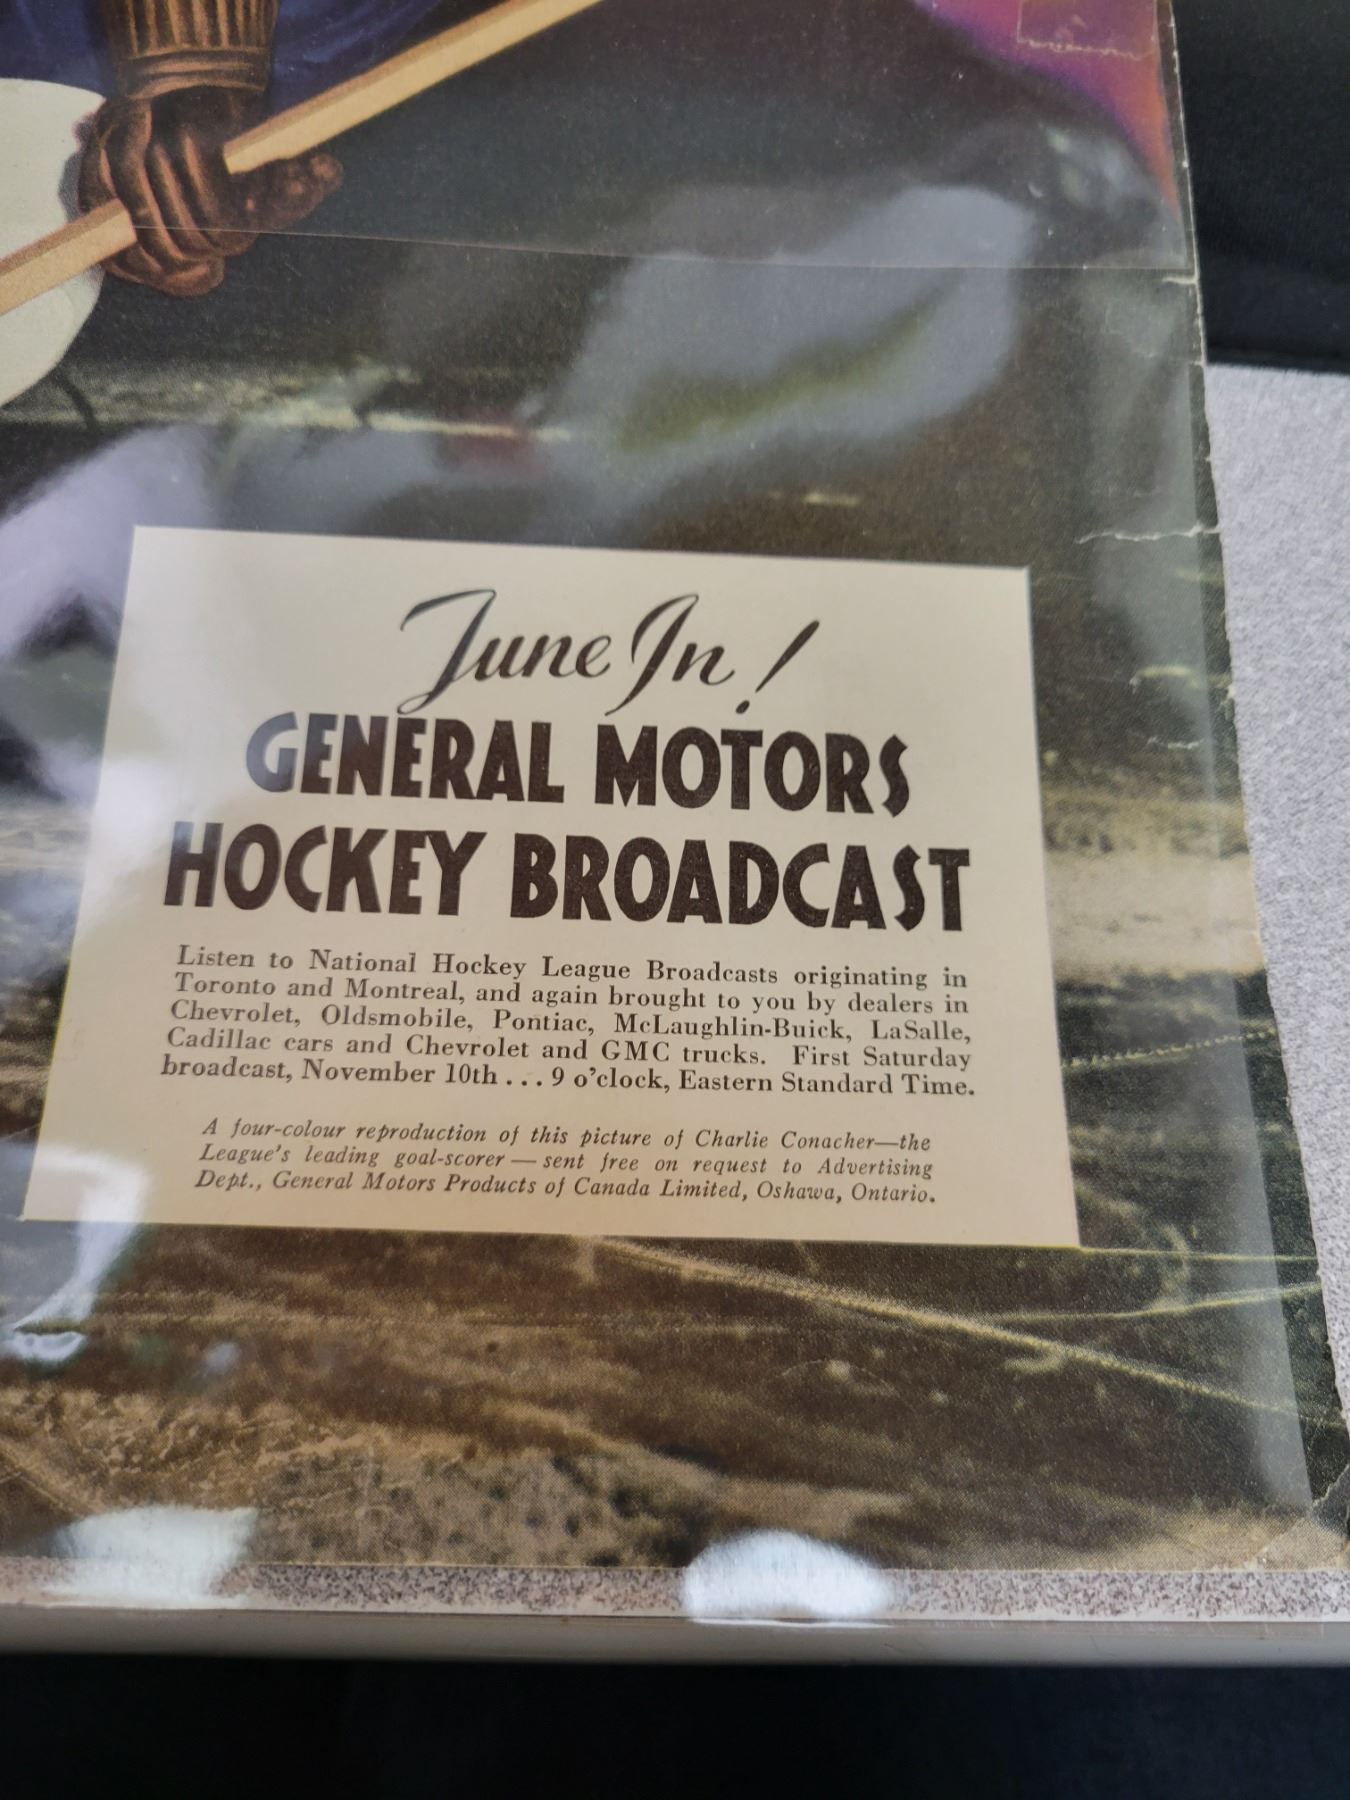 Tune In!
GENERAL MOTORS
HOCKEY BROADCAST
Listen to National Hockey League Broadcasts originating in
Toronto and Montreal, and again brought to you by dealers in
Chevrolet, Oldsmobile, Pontiac, McLaughlin-Buick, LaSalle,
Cadillac cars and Chevrolet and GMC trucks. First Saturday
broadcast, November 10th . . . 9 o'clock, Eastern Standard Time.
A four-colour reproduction of this picture of Charlie Conacher—the
League's leading goal-scorer — sent free on request to Advertising
Dept., General Motors Products of Canada Limited, Oshawa, Ontario.